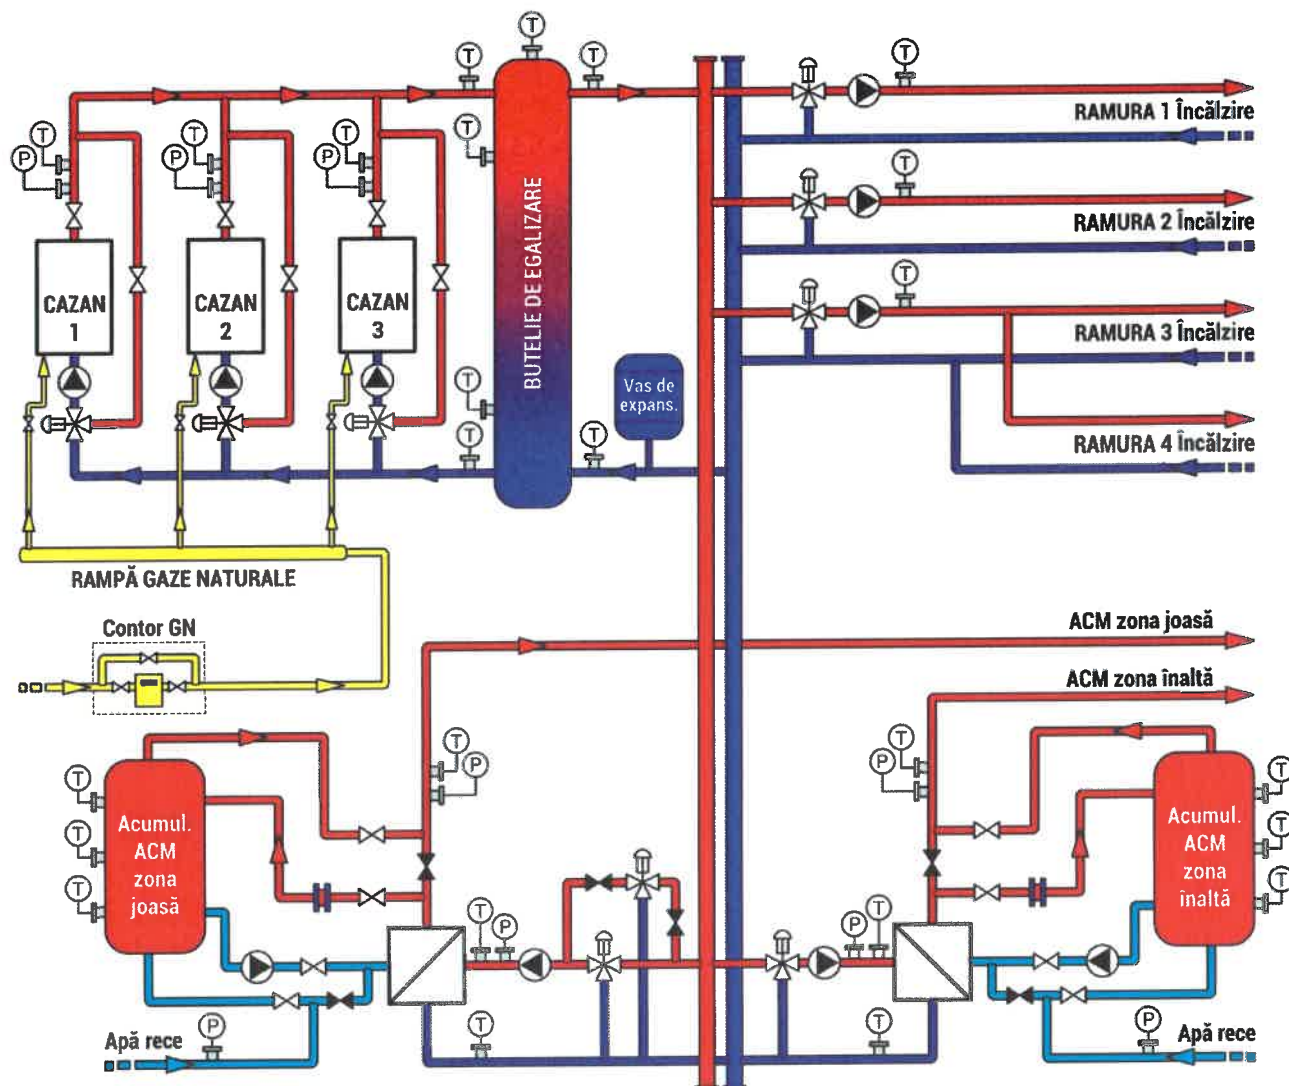 T
T
T
T
T
P
T
P
T
P
T
T
RAMURA 1 Încălzire
T
CAZAN
1
CAZAN
2
CAZAN
3
BUTELIE DE EGALIZARE
RAMURA 2 Încălzire
T
RAMURA 3 Încălzire
T
Vas de
expans.
T
T
RAMURA 4 Încălzire
RAMPĂ GAZE NATURALE
Contor GN
ACM zona joasă
ACM zona înaltă
T
P
T
P
T
T
T
Acumul.
ACM
zona
joasă
Acumul.
ACM
zona
înaltă
T
T
T
T
P
P
T
T
T
Apă rece
P
P
Apă rece